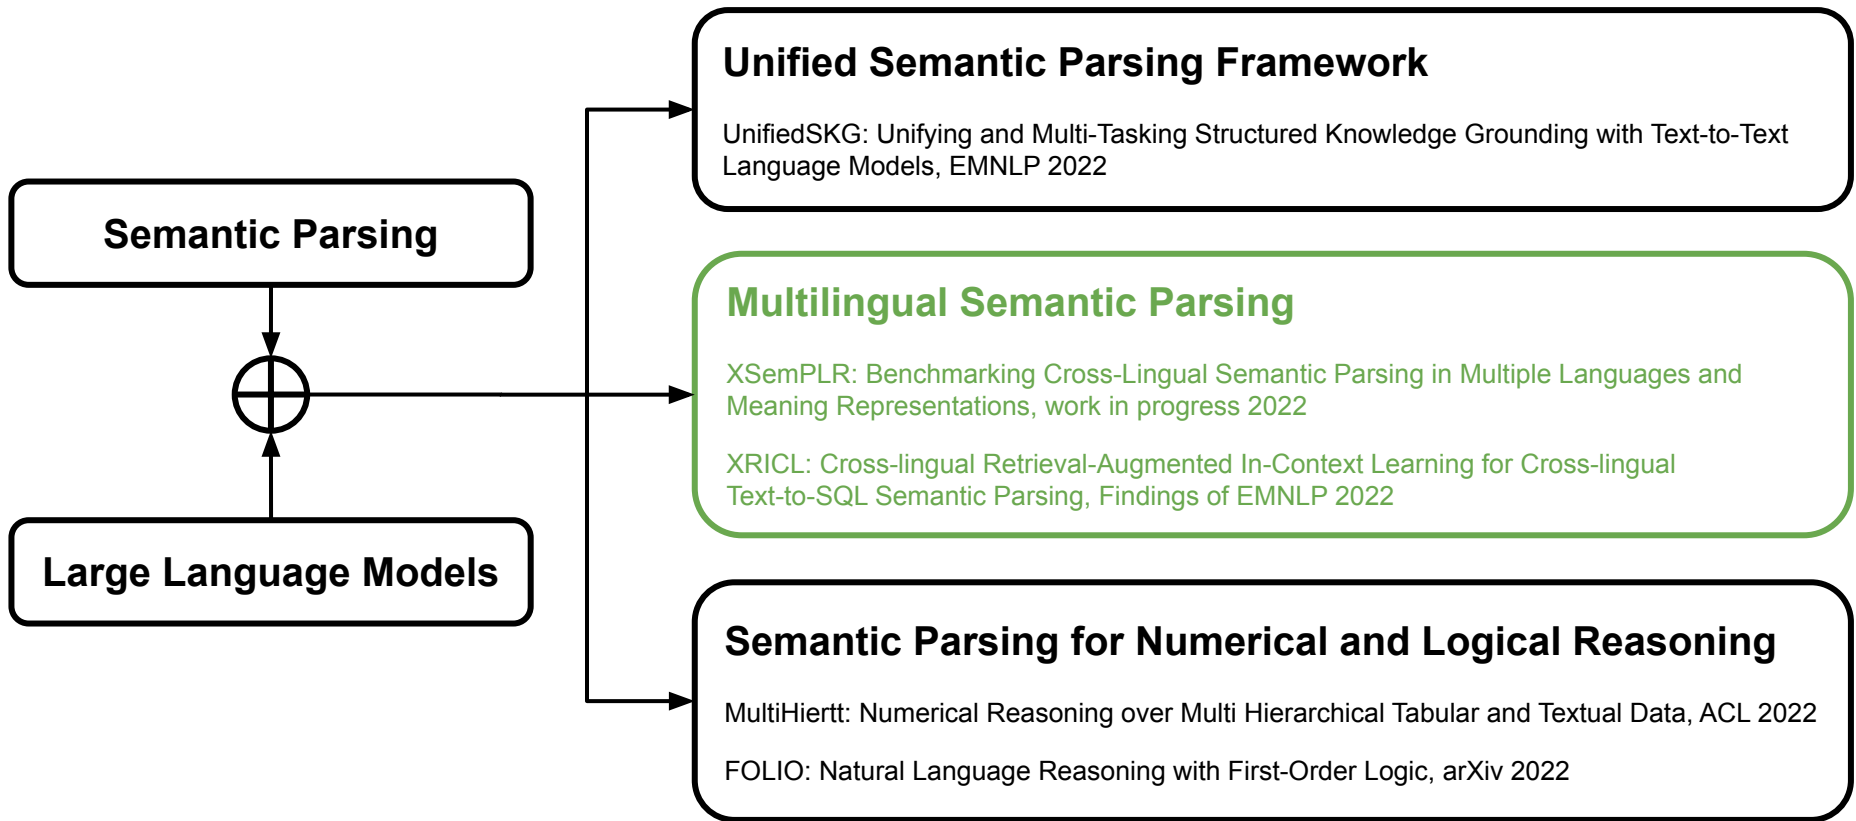 Unified Semantic Parsing Framework
UnifiedSKG: Unifying and Multi-Tasking Structured Knowledge Grounding with Text-to-Text
Language Models, EMNLP 2022
Semantic Parsing
Multilingual Semantic Parsing
XSemPLR: Benchmarking Cross-Lingual Semantic Parsing in Multiple Languages and
Meaning Representations, work in progress 2022
XRICL: Cross-lingual Retrieval-Augmented In-Context Learning for Cross-lingual
Text-to-SQL Semantic Parsing, Findings of EMNLP 2022
Large Language Models
Semantic Parsing for Numerical and Logical Reasoning
MultiHiertt: Numerical Reasoning over Multi Hierarchical Tabular and Textual Data, ACL 2022
FOLIO: Natural Language Reasoning with First-Order Logic, arXiv 2022